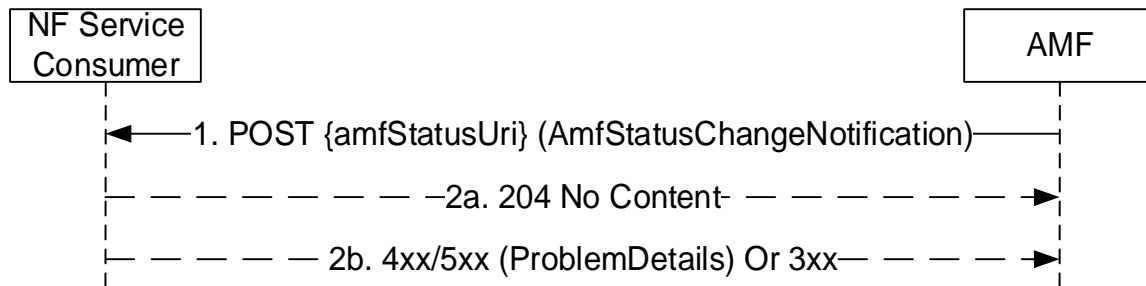 NF Service
Consumer
AMF
1. POST {amfStatusUri} (AmfStatusChangeNotification)
2a. 204 No Content
2b. 4xx/5xx (ProblemDetails) Or 3xx